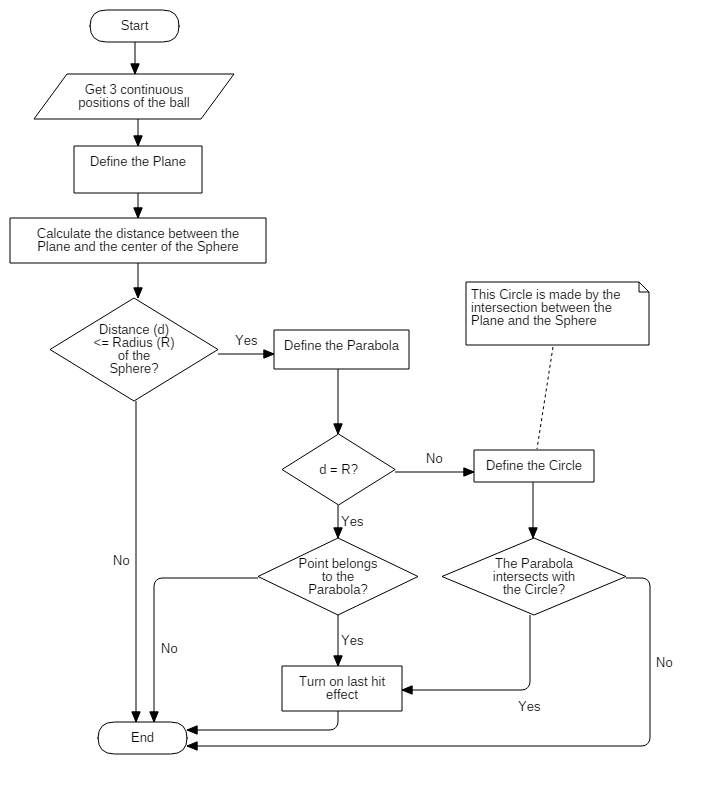 Start
Get 3 continuous
positions of the ball
Define the Plane
Calculate the distance between the
Plane and the center of the Sphere
Distance (d)
<= Radius (R)
of the
Sphere?
Yes
Define the Parabola
This Circle is made by the
intersection between the
Plane and the Sphere
d = R?
No
Define the Circle
Yes
No
Point belongs
to the
Parabola?
The Parabola
intersects with
the Circle?
Yes
No
No
Turn on last hit
effect
Yes
End